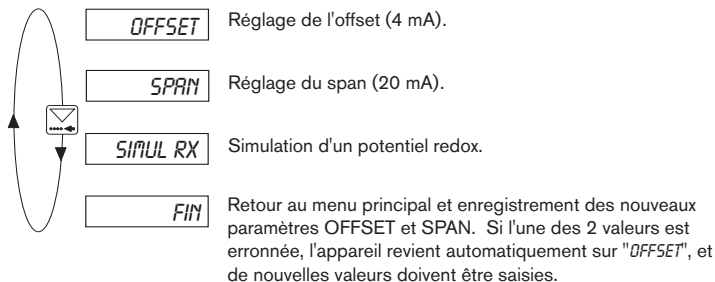 OFFSET
Réglage de l'offset (4 mA).
SPAN
Réglage du span (20 mA).
SIMUL RX
Simulation d'un potentiel redox.
FIN
Retour au menu principal et enregistrement des nouveaux
paramètres OFFSET et SPAN. Si l'une des 2 valeurs est
erronnée, l'appareil revient automatiquement sur "OFFSET", et
de nouvelles valeurs doivent être saisies.